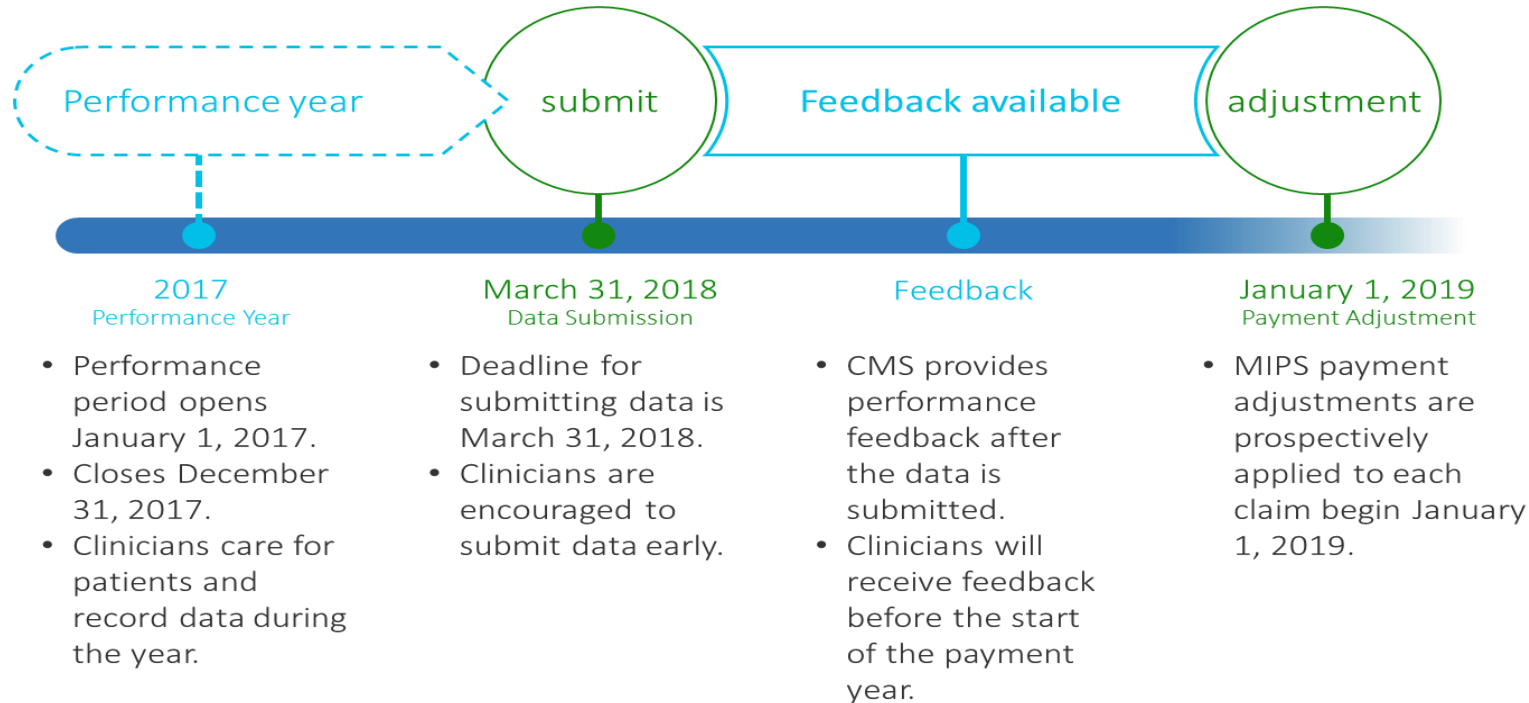 Performance year
submit
Feedback available
adjustment
2017
Performance Year
• Performance
period opens
January 1, 2017.
• Closes December
31, 2017.
• Clinicians care for
patients and
record data during
the year.
March 31, 2018
Data Submission
• Deadline for
submitting data is
March 31, 2018.
• Clinicians are
encouraged to
submit data early.
Feedback
• CMS provides
performance
feedback after
the data is
submitted.
• Clinicians will
receive feedback
before the start
of the payment
year.
January 1, 2019
Payment Adjustment
• MIPS payment
adjustments are
prospectively
applied to each
claim begin January
1, 2019.